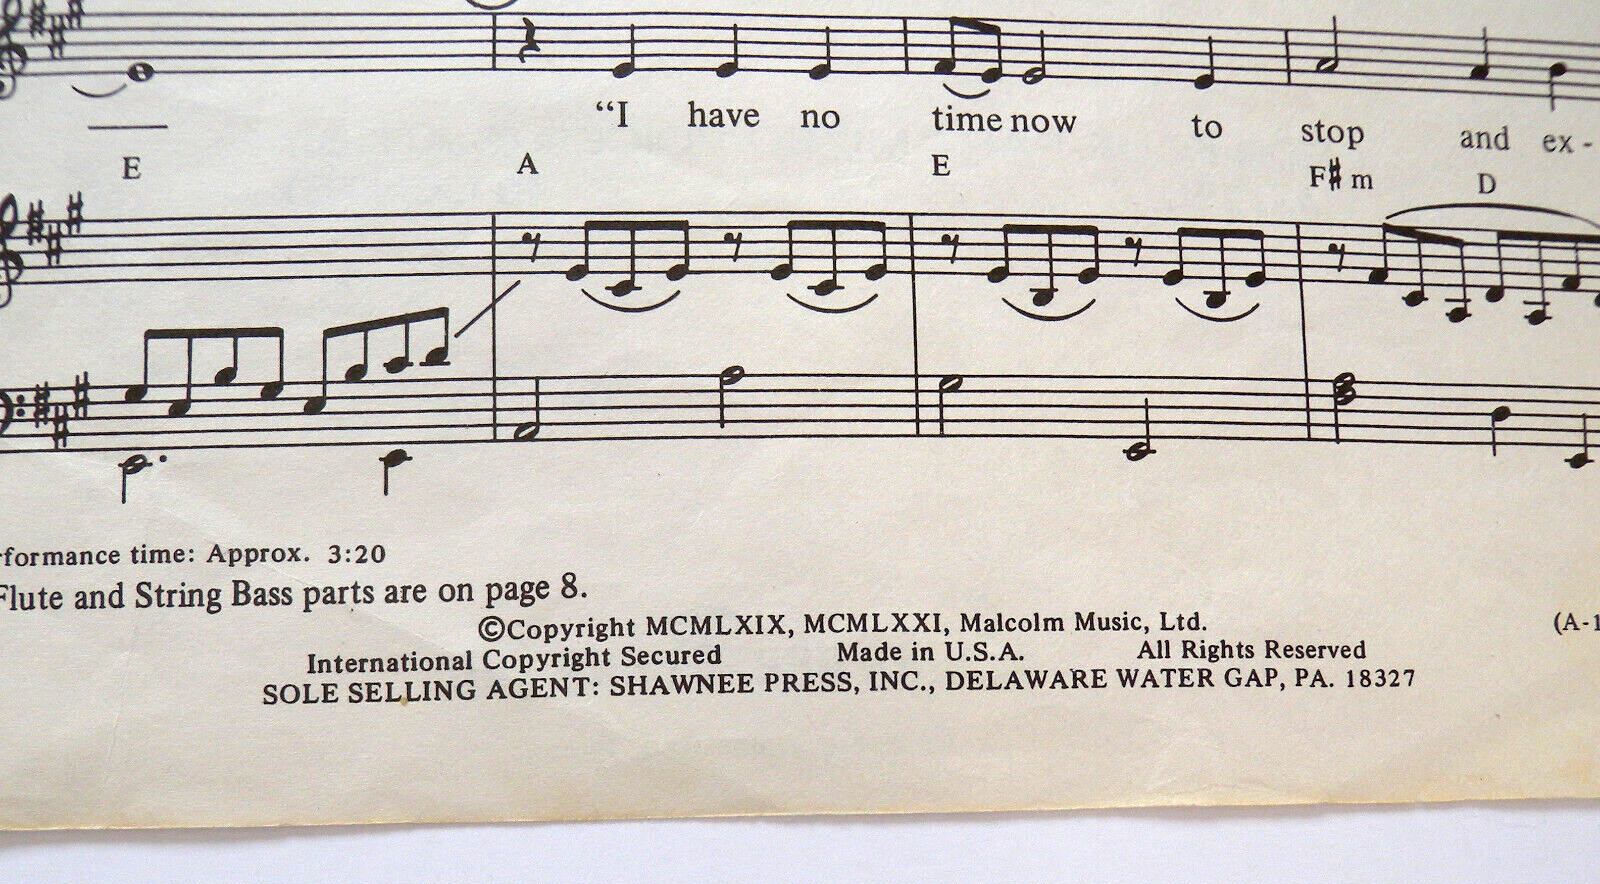 “I have no time now to stop and ex -
E A E F♯m D
formance time: Approx. 3:20
Flute and String Bass parts are on page 8.
©Copyright MCMLXIX, MCMLXXI, Malcolm Music, Ltd.
(A-1
International Copyright Secured Made in U.S.A. All Rights Reserved
SOLE SELLING AGENT: SHAWNEE PRESS, INC., DELAWARE WATER GAP, PA. 18327